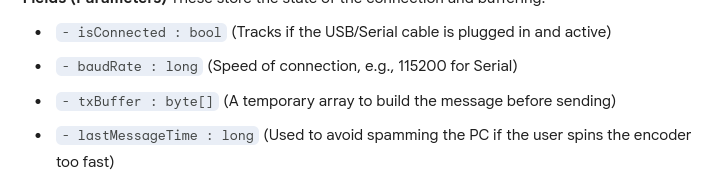 Fields (Parameters) These store the state of the connection and buffering.
• - isConnected : bool (Tracks if the USB/Serial cable is plugged in and active)
• - baudRate : long (Speed of connection, e.g., 115200 for Serial)
• - txBuffer : byte[] (A temporary array to build the message before sending)
• - lastMessageTime : long (Used to avoid spamming the PC if the user spins the encoder
too fast)